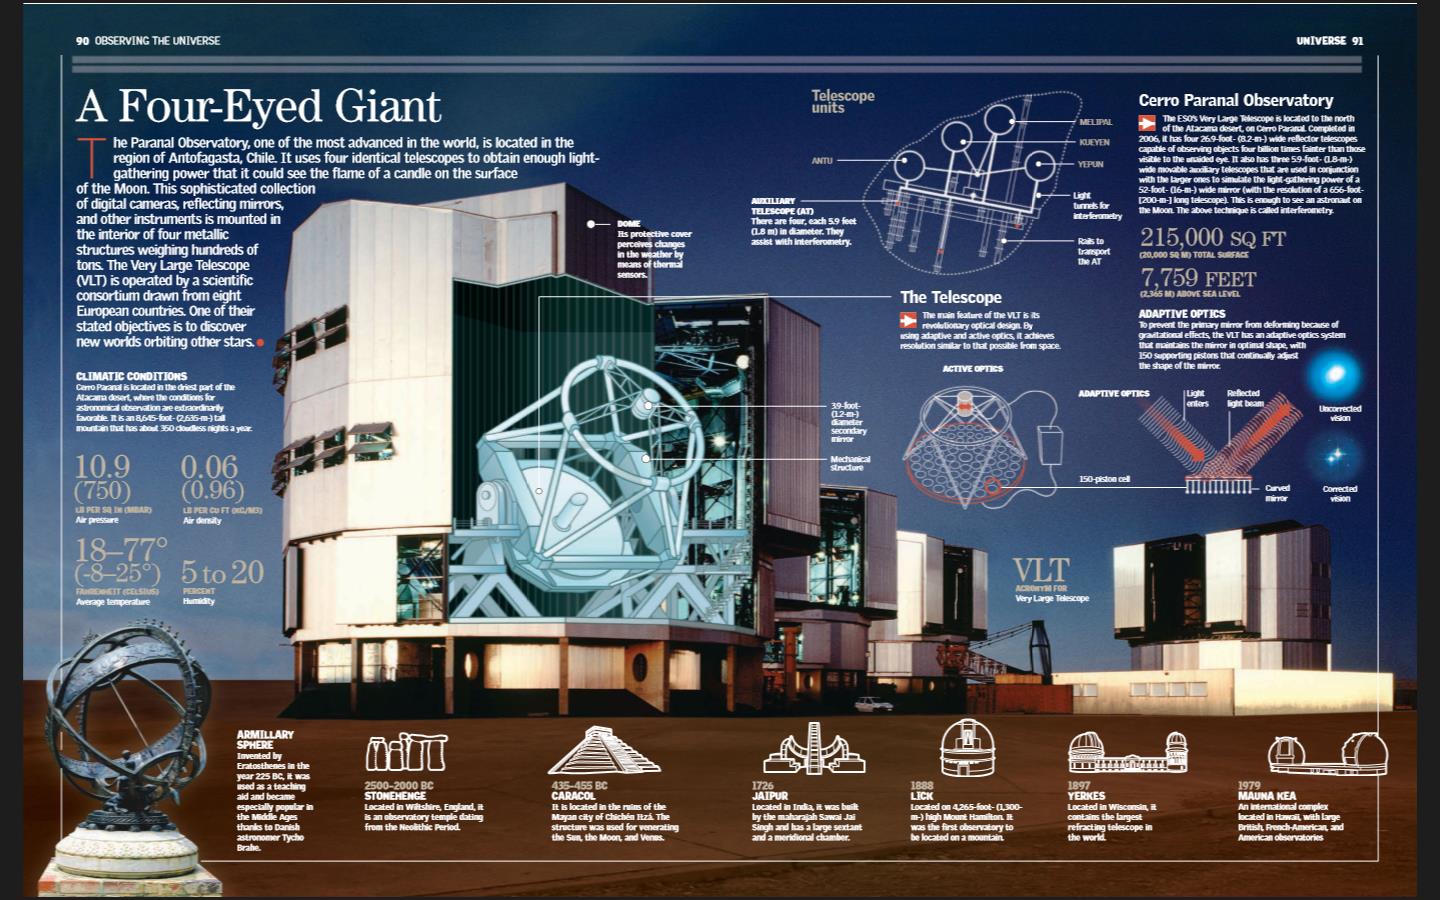 90 OBSERVING THE UNIVERSE
UNIVERSE 91
A Four-Eyed Giant
The Paranal Observatory, one of the most advanced in the world, is located in the
region of Antofagasta, Chile. It uses four identical telescopes to obtain enough light-
gathering power that it could see the flame of a candle on the surface
of the Moon. This sophisticated collection
of digital cameras, reflecting mirrors,
and other instruments is mounted in
the interior of four metallic
structures weighing hundreds of
tons. The Very Large Telescope
(VLT) is operated by a scientific
consortium drawn from eight
European countries. One of their
stated objectives is to discover
new worlds orbiting other stars.
CLIMATIC CONDITIONS
Cerro Paranal is located in the driest part of the
Atacama desert, where the conditions for
astronomical observation are extraordinarily
favorable. It is an 8,645-foot- (2,635-m-) tall
mountain that has about 350 cloudless nights a year.
10.9
(750)
LB PER SQ IN (MBAR)
Air pressure
0.06
(0.96)
LB PER CU FT (KG/M3)
Air density
18–77°
(-8–25°)
FAHRENHEIT (CELSIUS)
Average temperature
5 to 20
PERCENT
Humidity
DOME
Its protective cover
perceives changes
in the weather by
means of thermal
sensors.
Telescope
units
MELIPAL
KUEYEN
ANTU
YEPUN
AUXILIARY
TELESCOPE (AT)
There are four, each 5.9 feet
(1.8 m) in diameter. They
assist with interferometry.
Light
tunnels for
interferometry
Rails to
transport
the AT
The Telescope
The main feature of the VLT is its
revolutionary optical design. By
using adaptive and active optics, it achieves
resolution similar to that possible from space.
3.9-foot-
(1.2-m-)
diameter
secondary
mirror
Mechanical
structure
ACTIVE OPTICS
150-piston cell
Cerro Paranal Observatory
The ESO's Very Large Telescope is located to the north
of the Atacama desert, on Cerro Paranal. Completed in
2006, it has four 26.9-foot- (8.2-m-) wide reflector telescopes
capable of observing objects four billion times fainter than those
visible to the unaided eye. It also has three 5.9-foot- (1.8-m-)
wide movable auxiliary telescopes that are used in conjunction
with the larger ones to simulate the light-gathering power of a
52-foot- (16-m-) wide mirror (with the resolution of a 656-foot-
[200-m-] long telescope). This is enough to see an astronaut on
the Moon. The above technique is called interferometry.
215,000 SQ FT
(20,000 SQ M) TOTAL SURFACE
7,759 FEET
(2,365 M) ABOVE SEA LEVEL
ADAPTIVE OPTICS
To prevent the primary mirror from deforming because of
gravitational effects, the VLT has an adaptive optics system
that maintains the mirror in optimal shape, with
150 supporting pistons that continually adjust
the shape of the mirror.
ADAPTIVE OPTICS
Light
enters
Reflected
light beam
Curved
mirror
Uncorrected
vision
Corrected
vision
VLT
ACRONYM FOR
Very Large Telescope
ARMILLARY
SPHERE
Invented by
Eratosthenes in the
year 225 BC, it was
used as a teaching
aid and became
especially popular in
the Middle Ages
thanks to Danish
astronomer Tycho
Brahe.
2500–2000 BC
STONEHENGE
Located in Wiltshire, England, it
is an observatory temple dating
from the Neolithic Period.
435–455 BC
CARACOL
It is located in the ruins of the
Mayan city of Chichén Itzá. The
structure was used for venerating
the Sun, the Moon, and Venus.
1726
JAIPUR
Located in India, it was built
by the maharajah Sawai Jai
Singh and has a large sextant
and a meridional chamber.
1888
LICK
Located on 4,265-foot- (1,300-
m-) high Mount Hamilton. It
was the first observatory to
be located on a mountain.
1897
YERKES
Located in Wisconsin, it
contains the largest
refracting telescope in
the world.
1979
MAUNA KEA
An international complex
located in Hawaii, with large
British, French-American, and
American observatories